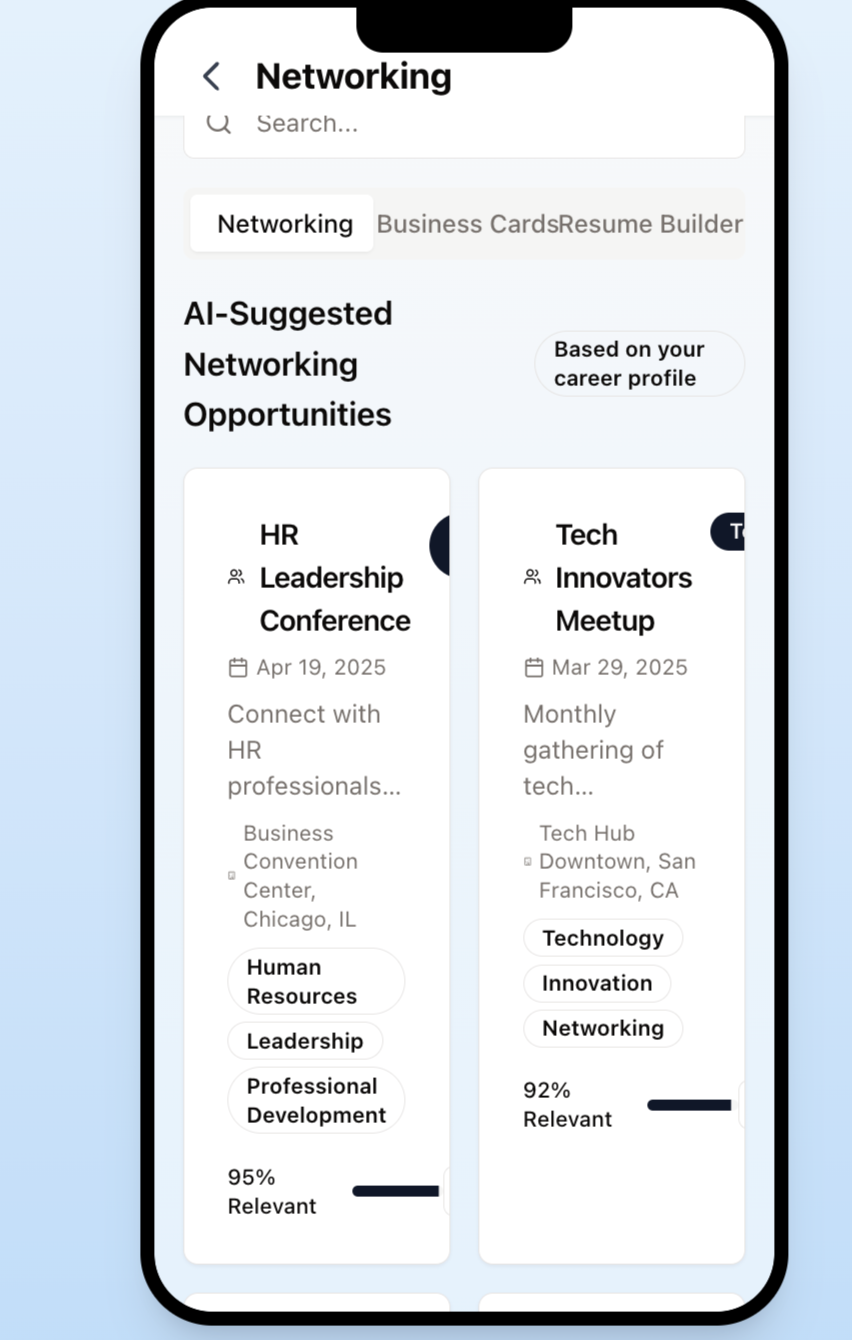 Networking
Search...
Networking
Business Cards
Resume Builder
AI-Suggested
Networking
Opportunities
Based on your
career profile
HR
Leadership
Conference
Apr 19, 2025
Connect with
HR
professionals...
Business
Convention
Center,
Chicago, IL
Human
Resources
Leadership
Professional
Development
95%
Relevant
Tech
Innovators
Meetup
Mar 29, 2025
Monthly
gathering of
tech...
Tech Hub
Downtown, San
Francisco, CA
Technology
Innovation
Networking
92%
Relevant